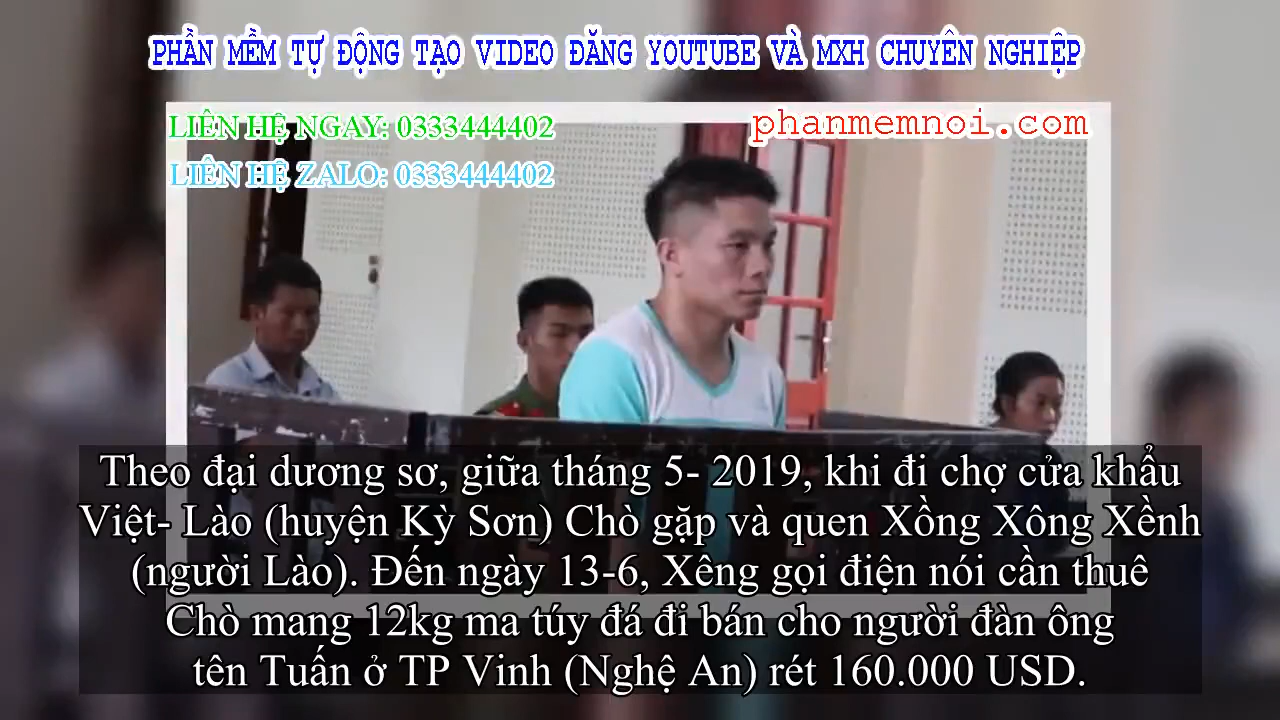 PHẦN MỀM TỰ ĐỘNG TẠO VIDEO ĐĂNG YOUTUBE VÀ MXH CHUYÊN NGHIỆP
LIÊN HỆ NGAY: 0333444402
phanmemnoi.com
LIÊN HỆ ZALO: 0333444402
Theo đại dương sơ, giữa tháng 5- 2019, khi đi chợ cửa khẩu
Việt- Lào (huyện Kỳ Sơn) Chò gặp và quen Xồng Xông Xềnh
(người Lào). Đến ngày 13-6, Xêng gọi điện nói cần thuê
Chò mang 12kg ma túy đá đi bán cho người đàn ông
tên Tuấn ở TP Vinh (Nghệ An) rét 160.000 USD.